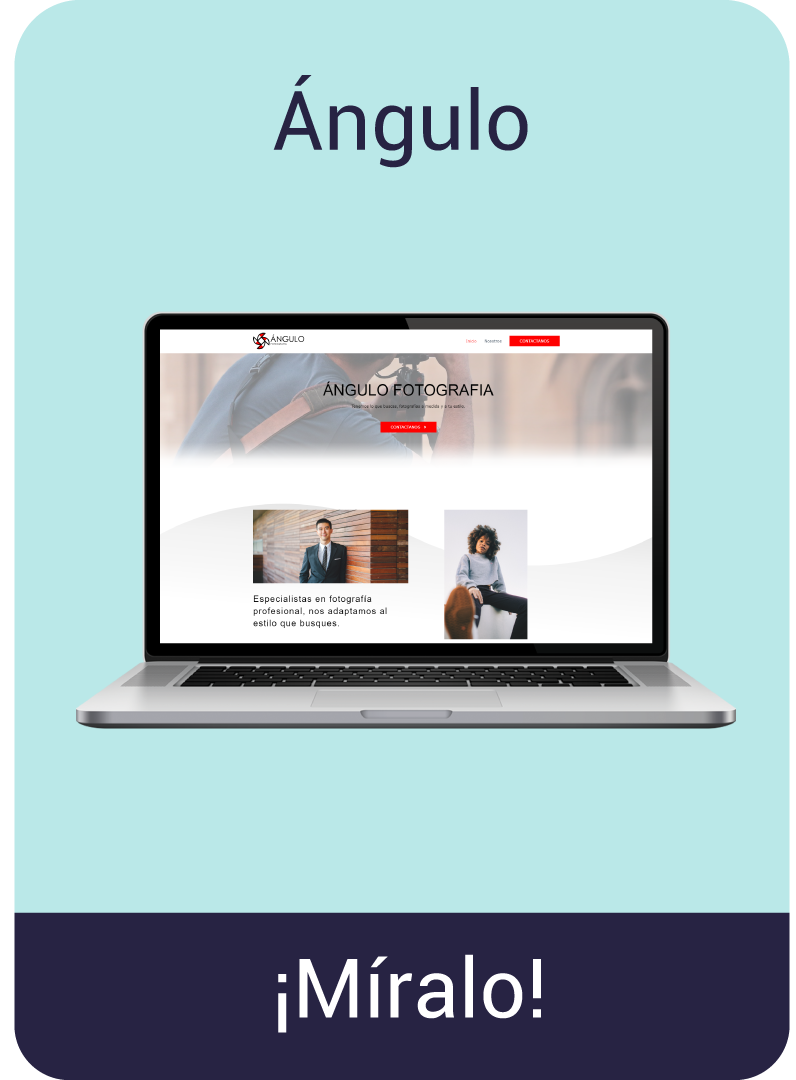 Ángulo
ÁNGULO
Inicio Nosotros CONTACTANOS
ÁNGULO FOTOGRAFIA
CONTACTANOS
Especialistas en fotografía
profesional, nos adaptamos al
estilo que busques.
¡Míralo!